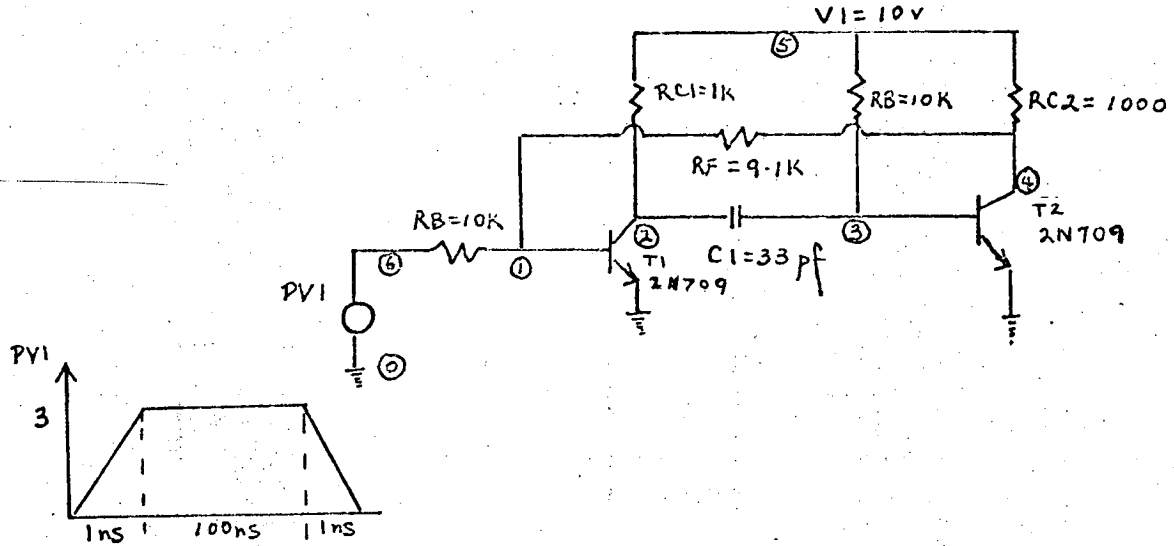 V1 = 10v
⑤
RC1=1K
RB=10K
RC2= 1000
RF = 9.1K
④
T2
2N709
RB=10K
②
③
⑥
①
T1
2N709
C1=33 pf
PV1
⓪
PV1
3
1ns
100ns
1ns